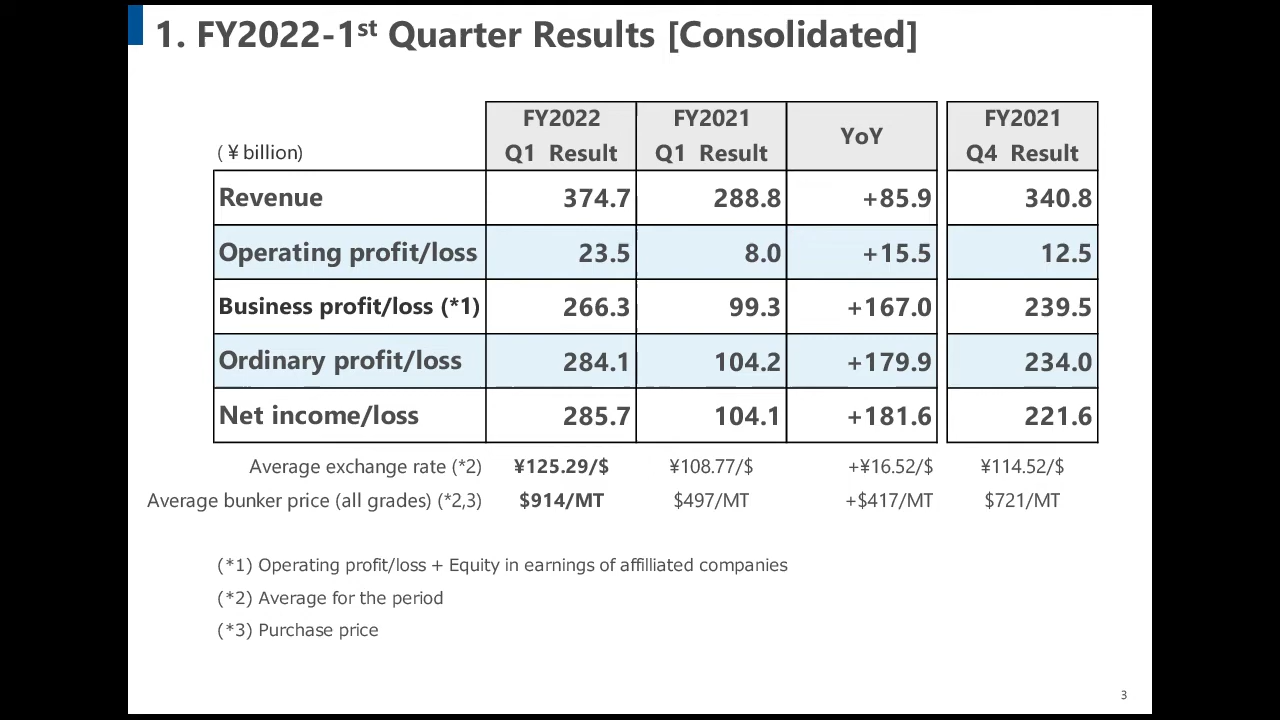 1. FY2022-1st Quarter Results [Consolidated]
FY2022 FY2021 YoY FY2021
(¥billion) Q1 Result Q1 Result Q4 Result
Revenue 374.7 288.8 +85.9 340.8
Operating profit/loss 23.5 8.0 +15.5 12.5
Business profit/loss (*1) 266.3 99.3 +167.0 239.5
Ordinary profit/loss 284.1 104.2 +179.9 234.0
Net income/loss 285.7 104.1 +181.6 221.6
Average exchange rate (*2) ¥125.29/$ ¥108.77/$ +¥16.52/$ ¥114.52/$
Average bunker price (all grades) (*2,3) $914/MT $497/MT +$417/MT $721/MT
(*1) Operating profit/loss + Equity in earnings of affilliated companies
(*2) Average for the period
(*3) Purchase price
3